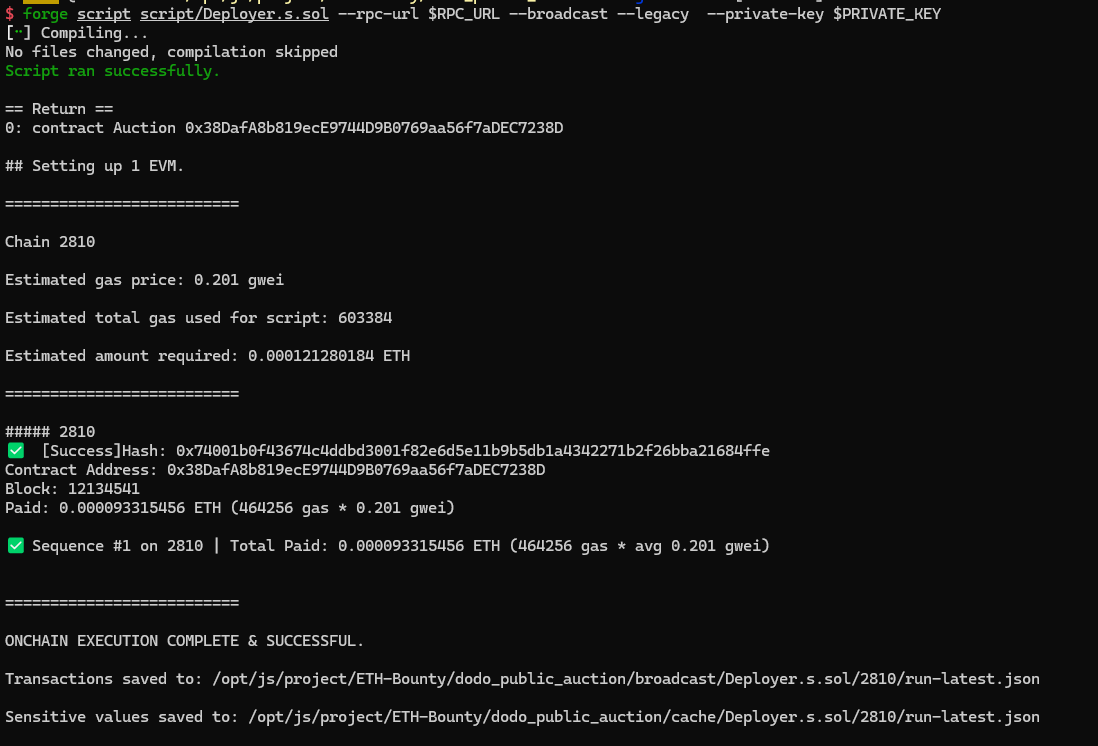 $ forge script script/Deployer.s.sol --rpc-url $RPC_URL --broadcast --legacy  --private-key $PRIVATE_KEY
[⠒] Compiling...
No files changed, compilation skipped
Script ran successfully.
== Return ==
0: contract Auction 0x38DafA8b819ecE9744D9B0769aa56f7aDEC7238D
## Setting up 1 EVM.
==========================
Chain 2810
Estimated gas price: 0.201 gwei
Estimated total gas used for script: 603384
Estimated amount required: 0.000121280184 ETH
==========================
##### 2810
✅  [Success]Hash: 0x74001b0f43674c4ddbd3001f82e6d5e11b9b5db1a4342271b2f26bba21684ffe
Contract Address: 0x38DafA8b819ecE9744D9B0769aa56f7aDEC7238D
Block: 12134541
Paid: 0.000093315456 ETH (464256 gas * 0.201 gwei)
✅ Sequence #1 on 2810 | Total Paid: 0.000093315456 ETH (464256 gas * avg 0.201 gwei)
==========================
ONCHAIN EXECUTION COMPLETE & SUCCESSFUL.
Transactions saved to: /opt/js/project/ETH-Bounty/dodo_public_auction/broadcast/Deployer.s.sol/2810/run-latest.json
Sensitive values saved to: /opt/js/project/ETH-Bounty/dodo_public_auction/cache/Deployer.s.sol/2810/run-latest.json